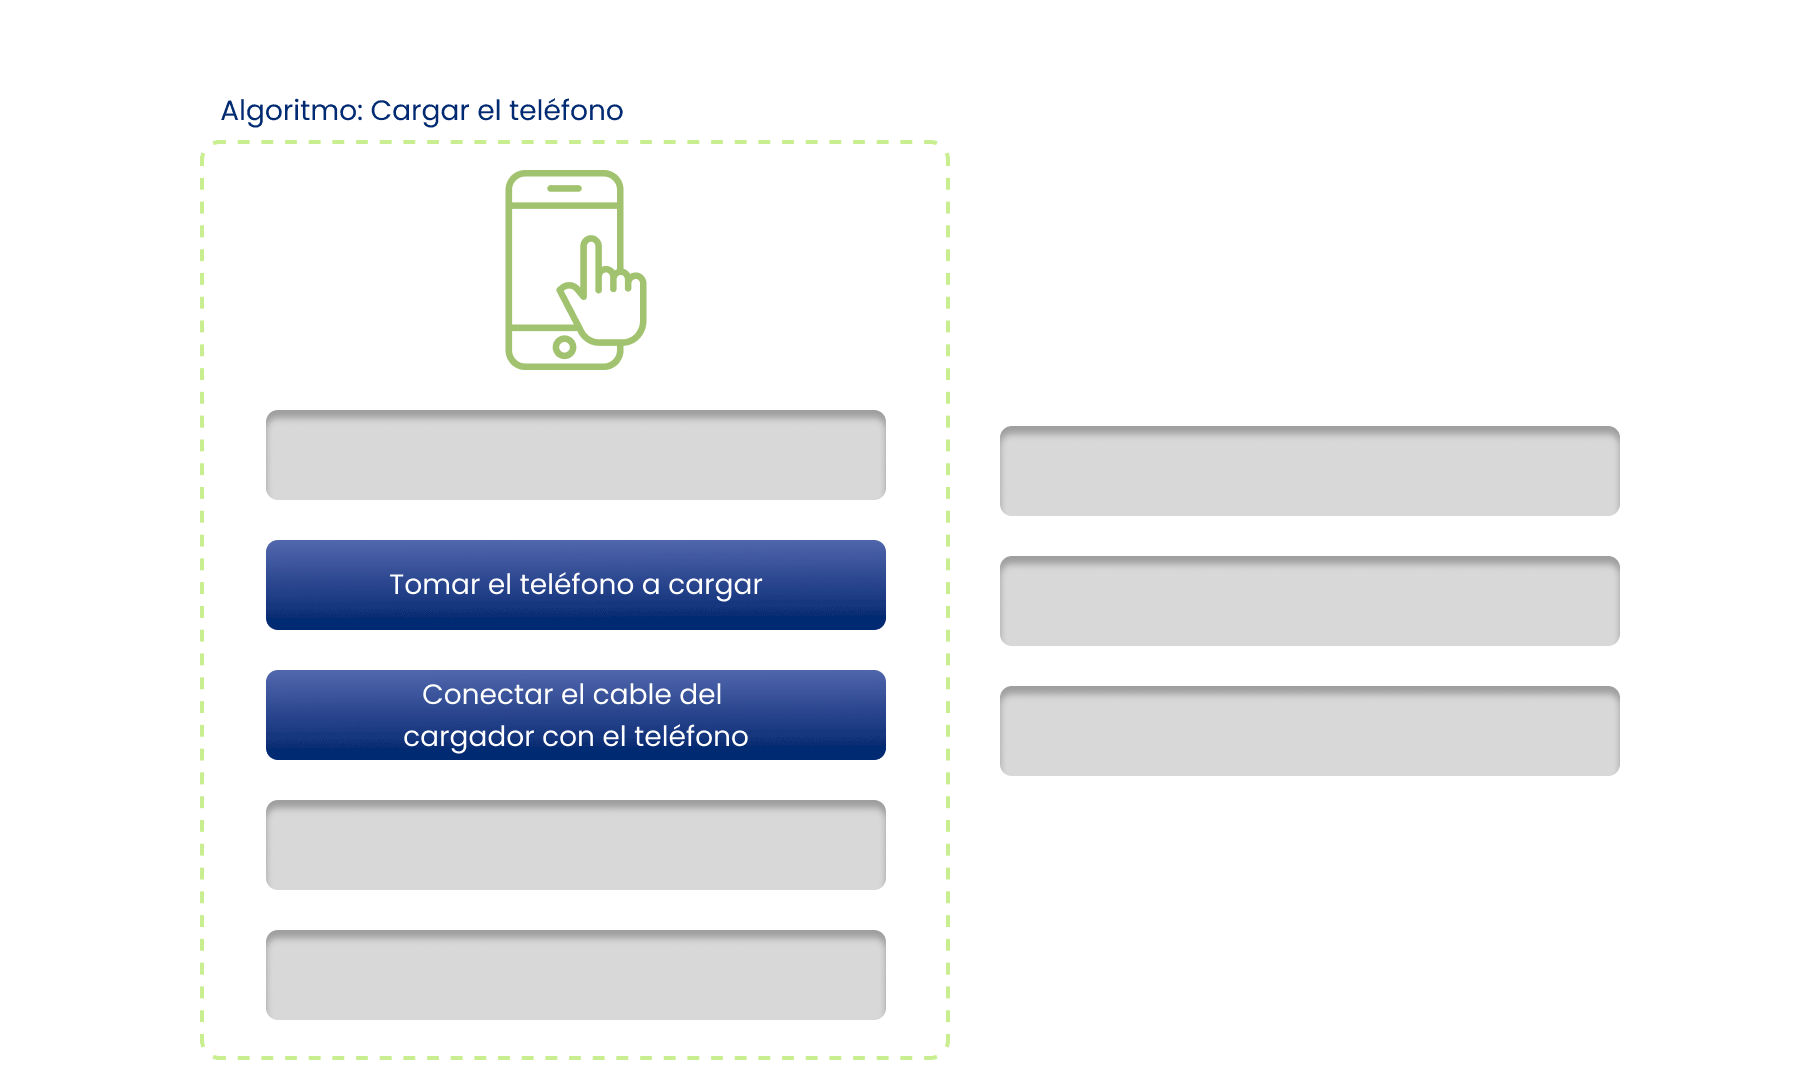 Algoritmo: Cargar el teléfono
Tomar el teléfono a cargar
Conectar el cable del
cargador con el teléfono